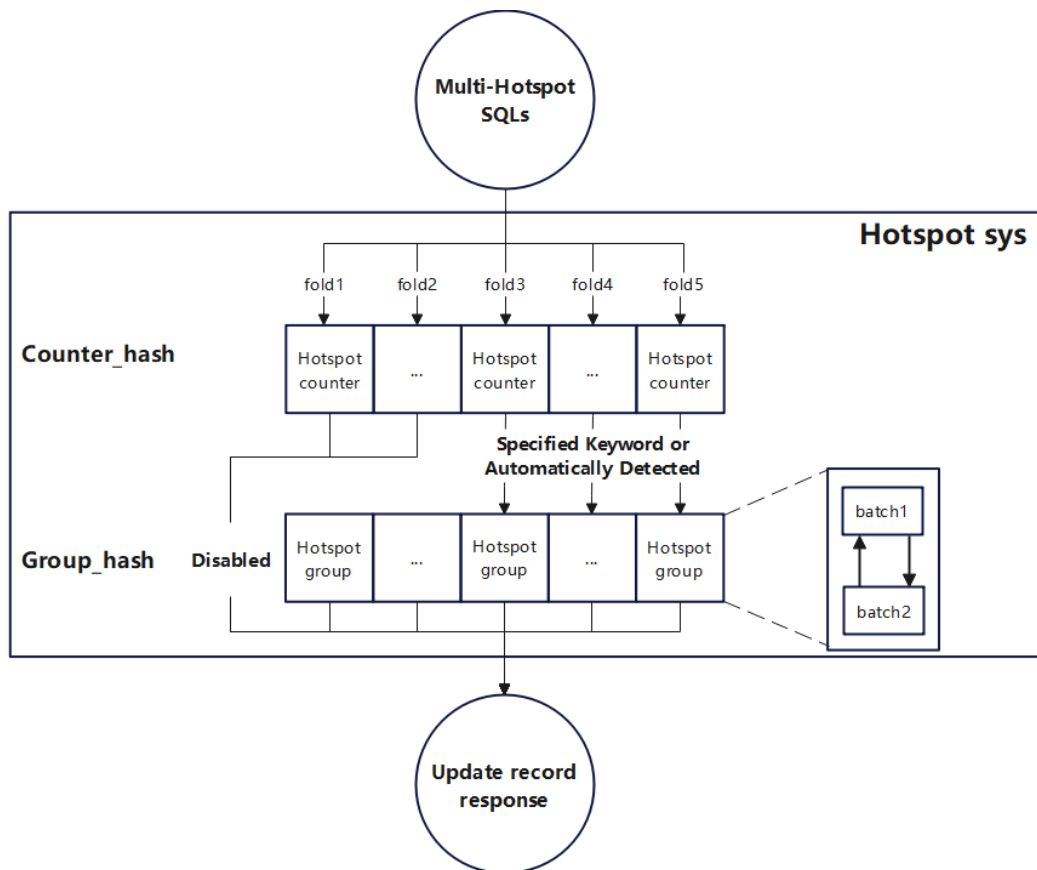 Multi-Hotspot
SQLs
Hotspot sys
fold1 fold2 fold3 fold4 fold5
Counter_hash
Hotspot
counter
...
Hotspot
counter
...
Hotspot
counter
Specified Keyword or
Automatically Detected
Group_hash
Disabled
Hotspot
group
...
Hotspot
group
...
Hotspot
group
batch1
batch2
Update record
response